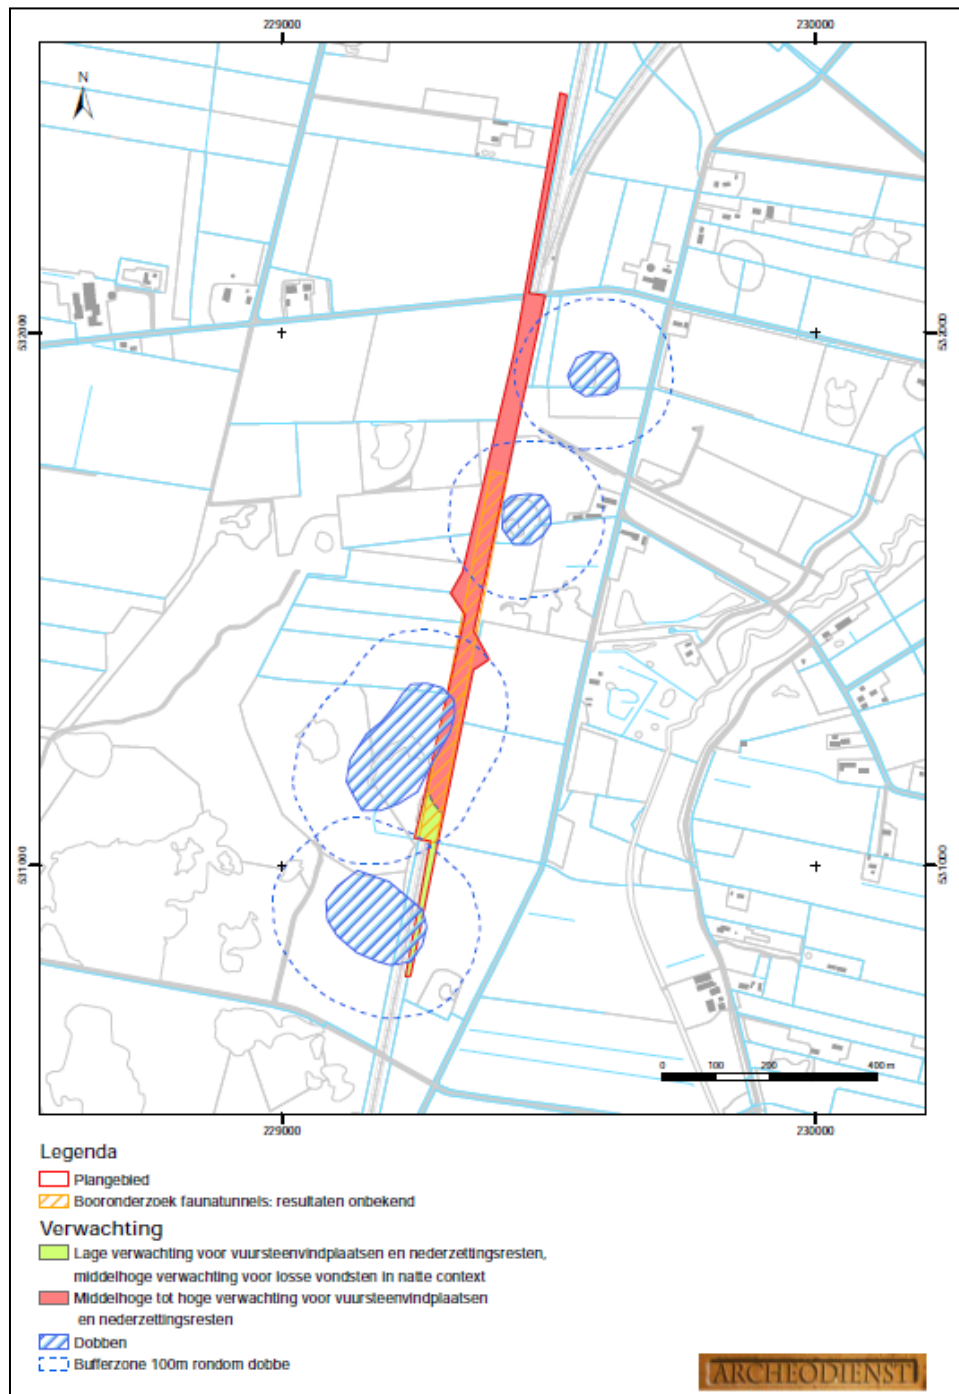 229000 230000
N
532000 532000
531000 531000
0 100 200 400 m
229000 230000
Legenda
Plangebied
Booronderzoek faunatunnels: resultaten onbekend
Verwachting
Lage verwachting voor vuursteenvindplaatsen en nederzettingsresten,
middelhoge verwachting voor losse vondsten in natte context
Middelhoge tot hoge verwachting voor vuursteenvindplaatsen
en nederzettingsresten
Dobben
Bufferzone 100m rondom dobbe
ARCHEODIENST